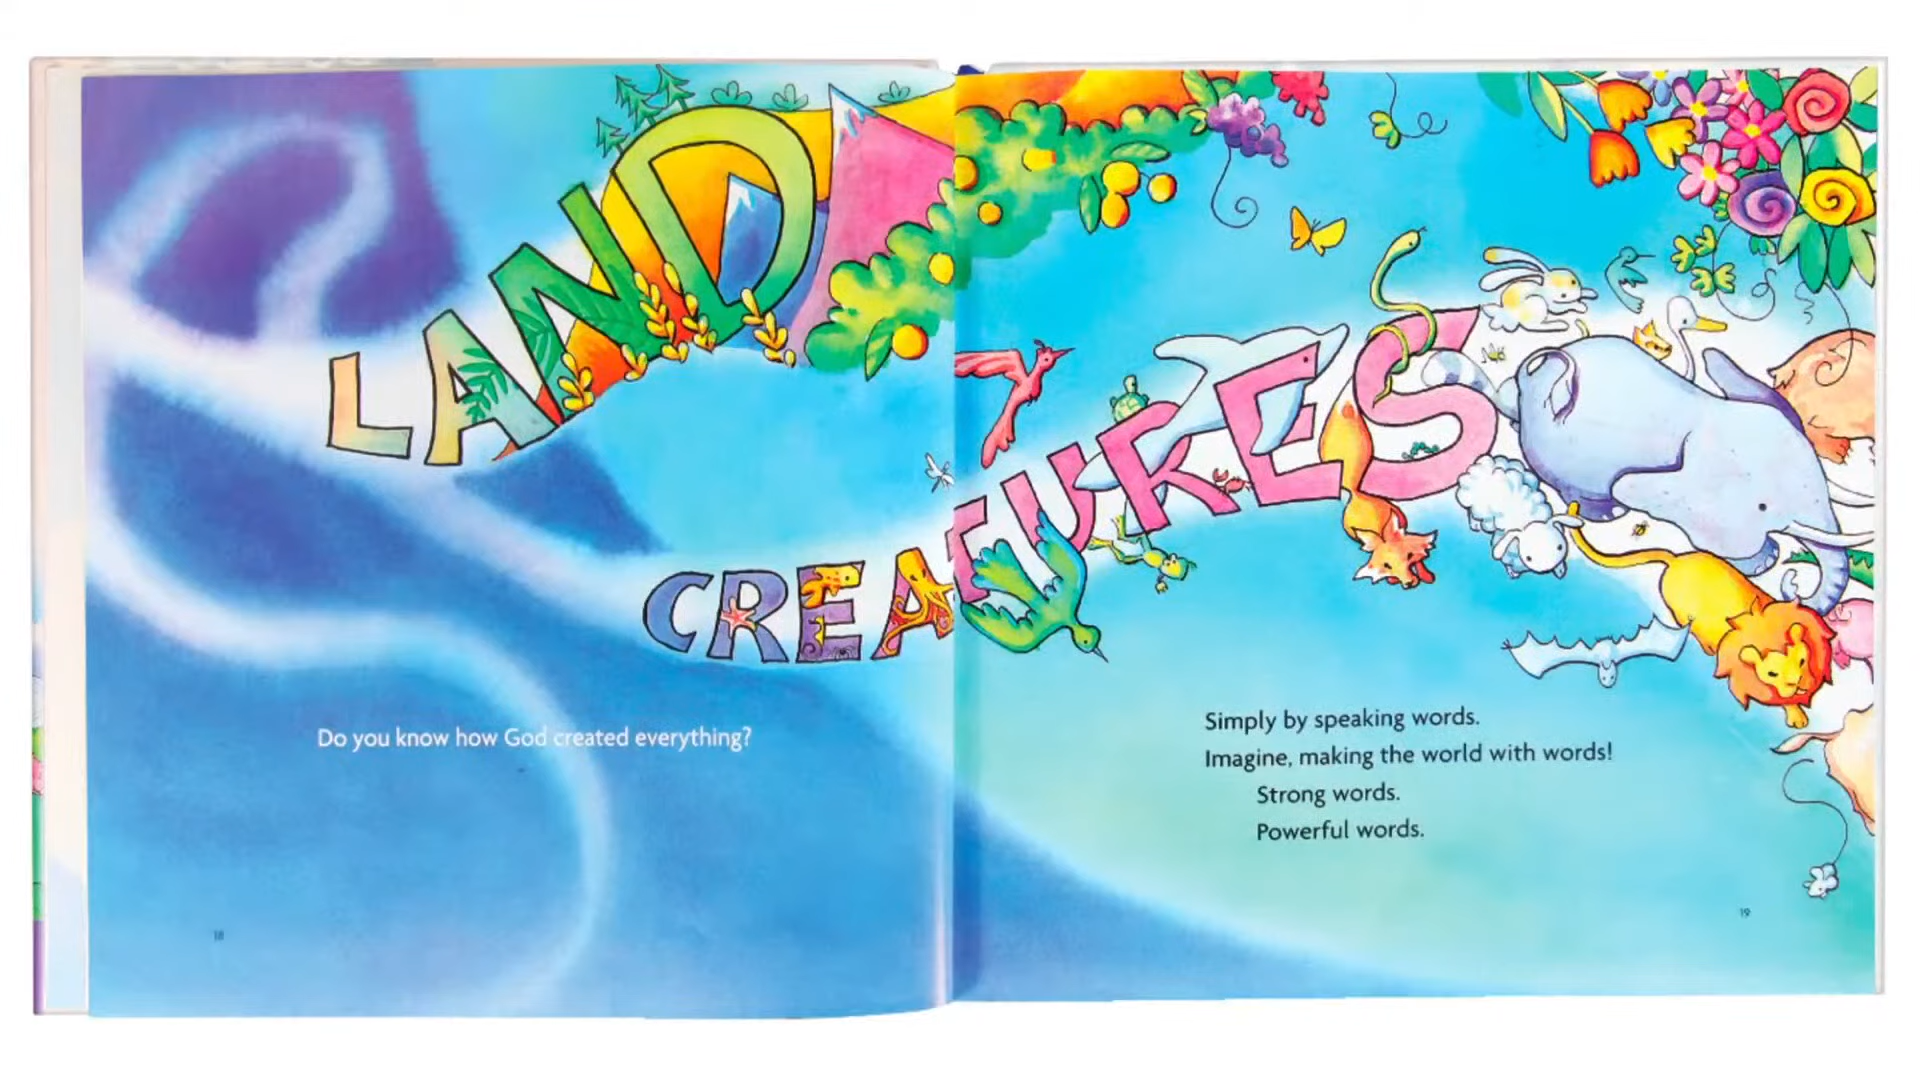 LAND
CREATURES
Do you know how God created everything?
18
Simply by speaking words.
Imagine, making the world with words!
Strong words.
Powerful words.
19